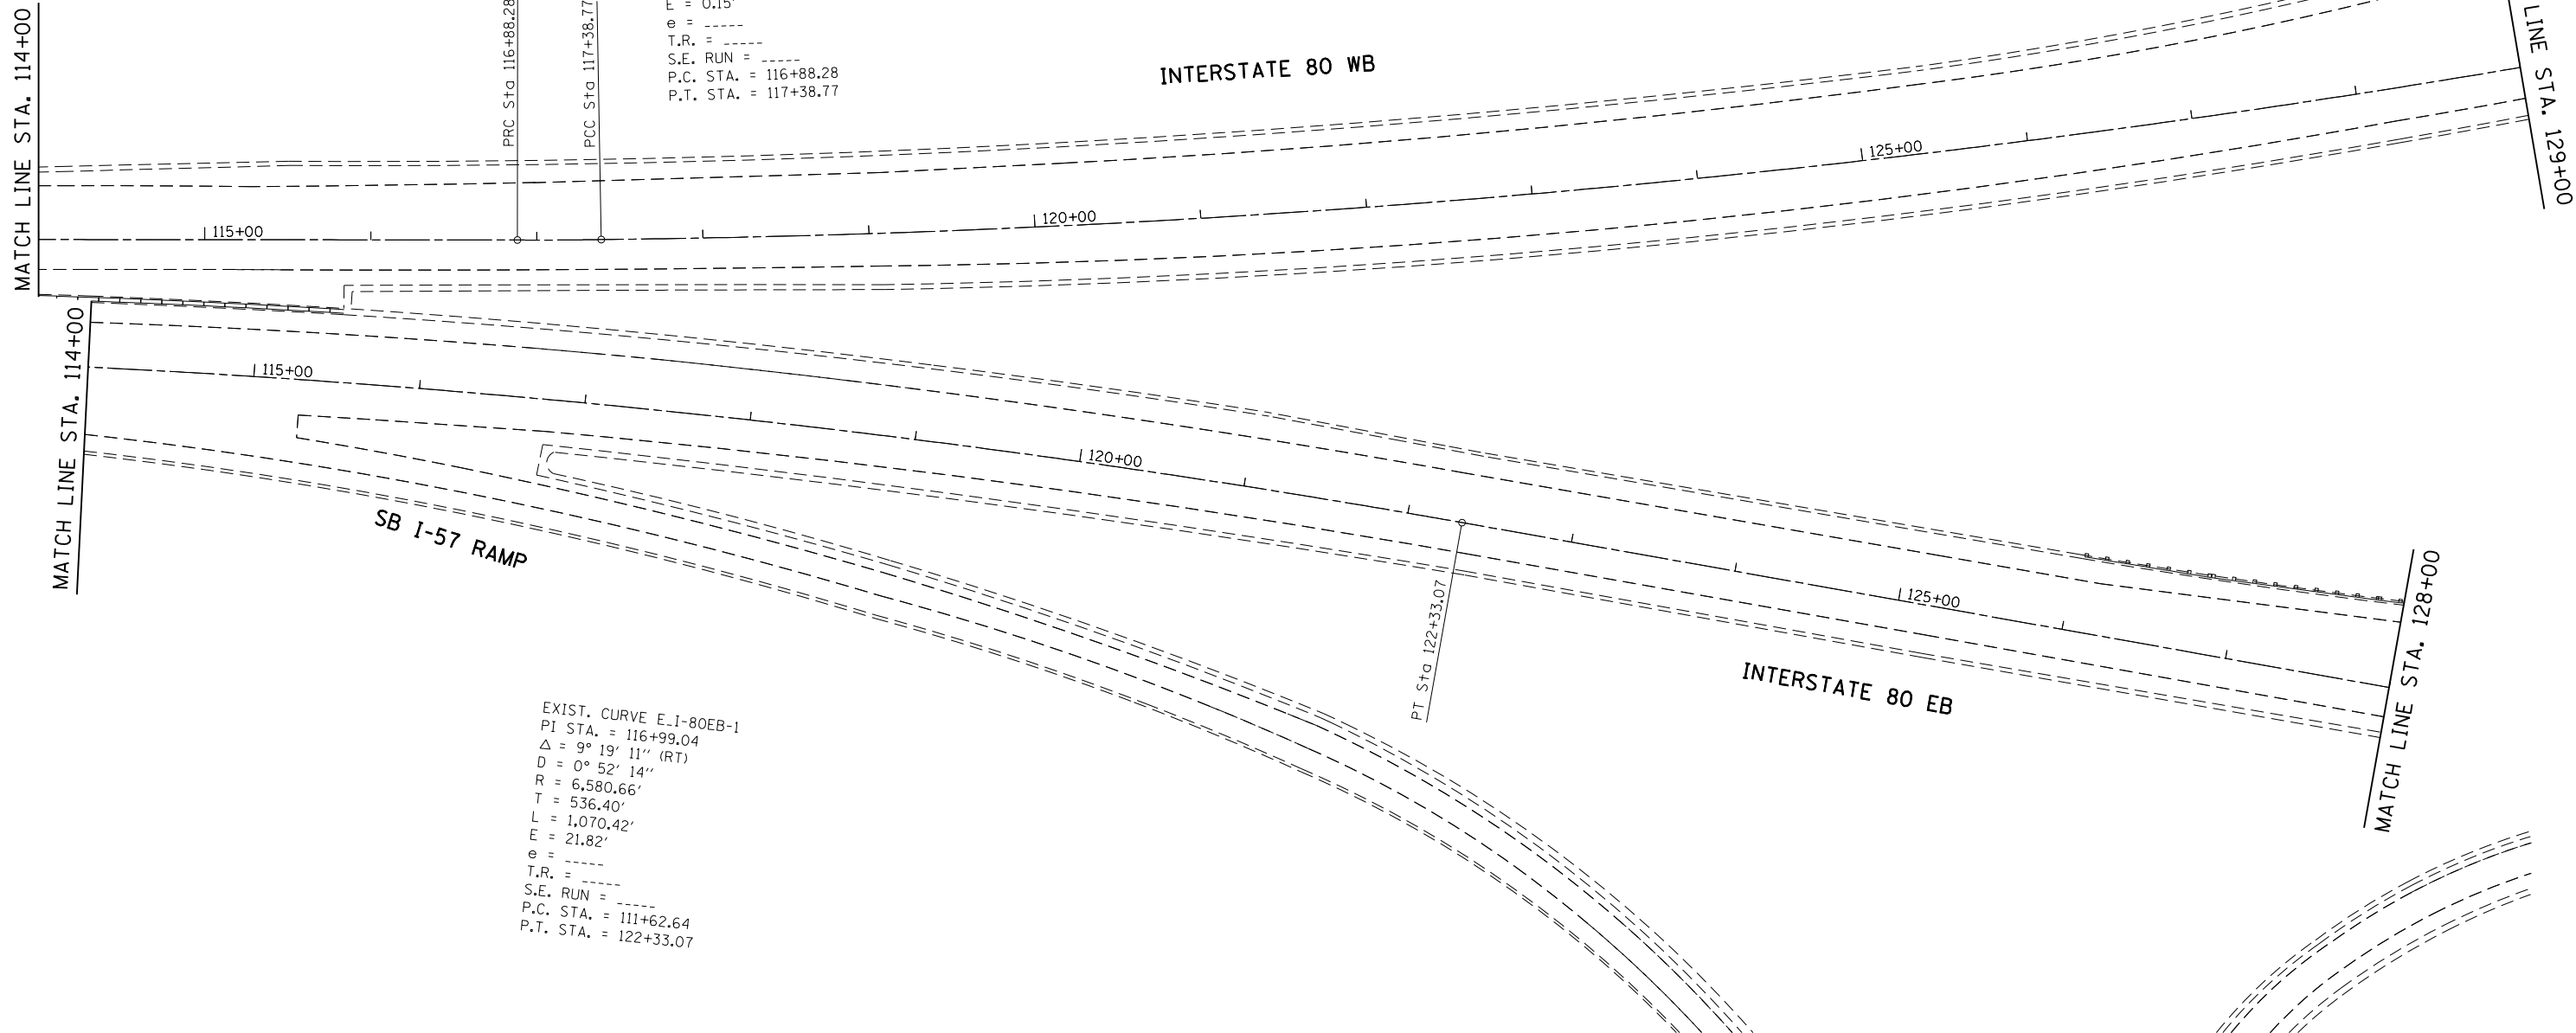 MATCH LINE STA. 114+00
PRC Sta 116+88.28
PCC Sta 117+38.77
E = 0.15'
e = -----
T.R. = -----
S.E. RUN = -----
P.C. STA. = 116+88.28
P.T. STA. = 117+38.77
INTERSTATE 80 WB
LINE STA. 129+00
115+00
120+00
125+00
MATCH LINE STA. 114+00
115+00
120+00
125+00
SB I-57 RAMP
PT Sta 122+33.07
INTERSTATE 80 EB
MATCH LINE STA. 128+00
EXIST. CURVE E_I-80EB-1
PI STA. = 116+99.04
Δ = 9° 19' 11'' (RT)
D = 0° 52' 14''
R = 6,580.66'
T = 536.40'
L = 1,070.42'
E = 21.82'
e = -----
T.R. = -----
S.E. RUN = -----
P.C. STA. = 111+62.64
P.T. STA. = 122+33.07